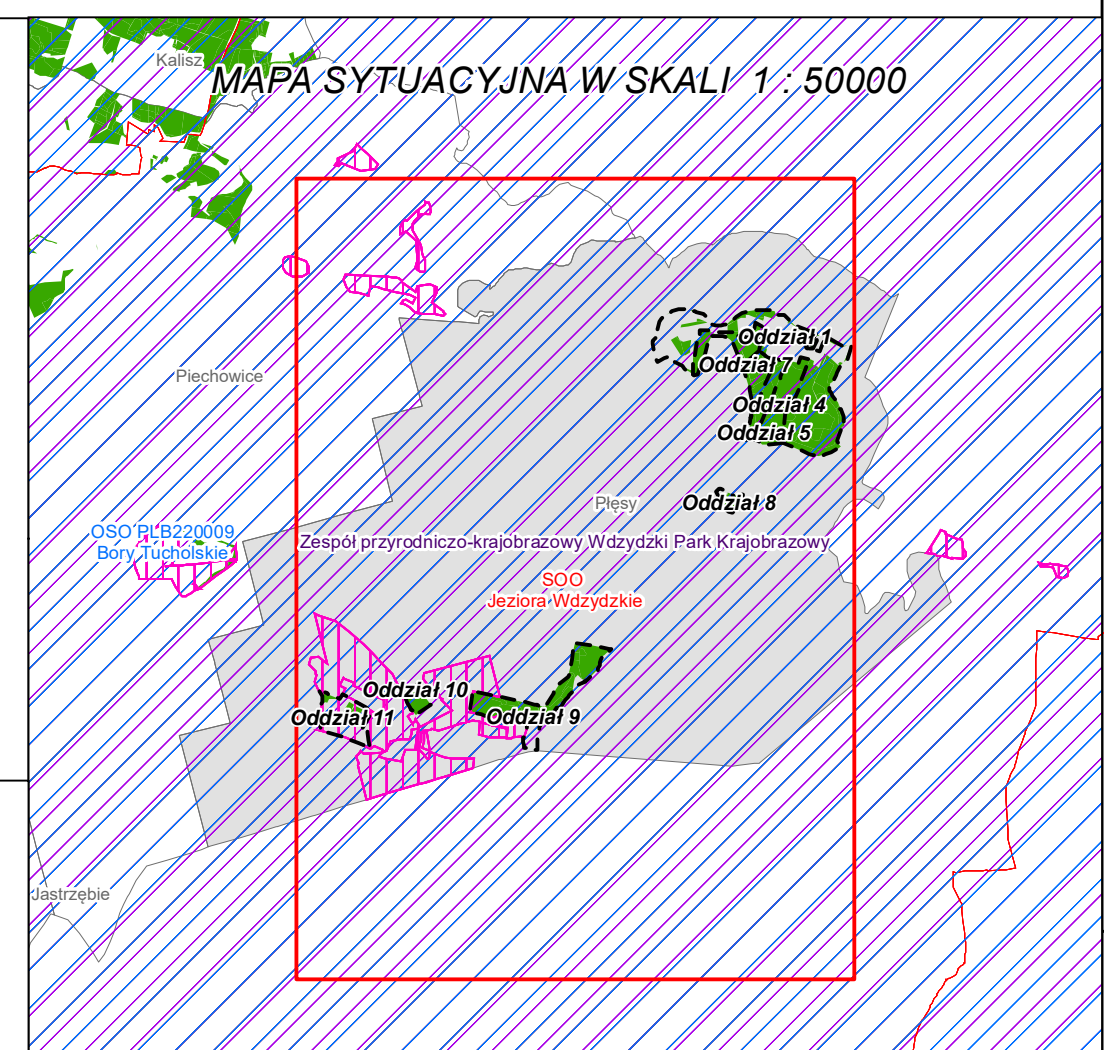 Kalisz
MAPA SYTUACYJNA W SKALI 1 : 50000
Oddział 1
Oddział 7
Piechowice
Oddział 4
Oddział 5
Płęsy
Oddział 8
OSO PLB220009
Bory Tucholskie
Zespół przyrodniczo-krajobrazowy Wdzydzki Park Krajobrazowy
SOO
Jeziora Wdzydzkie
Oddział 10
Oddział 11
Oddział 9
Jastrzębie